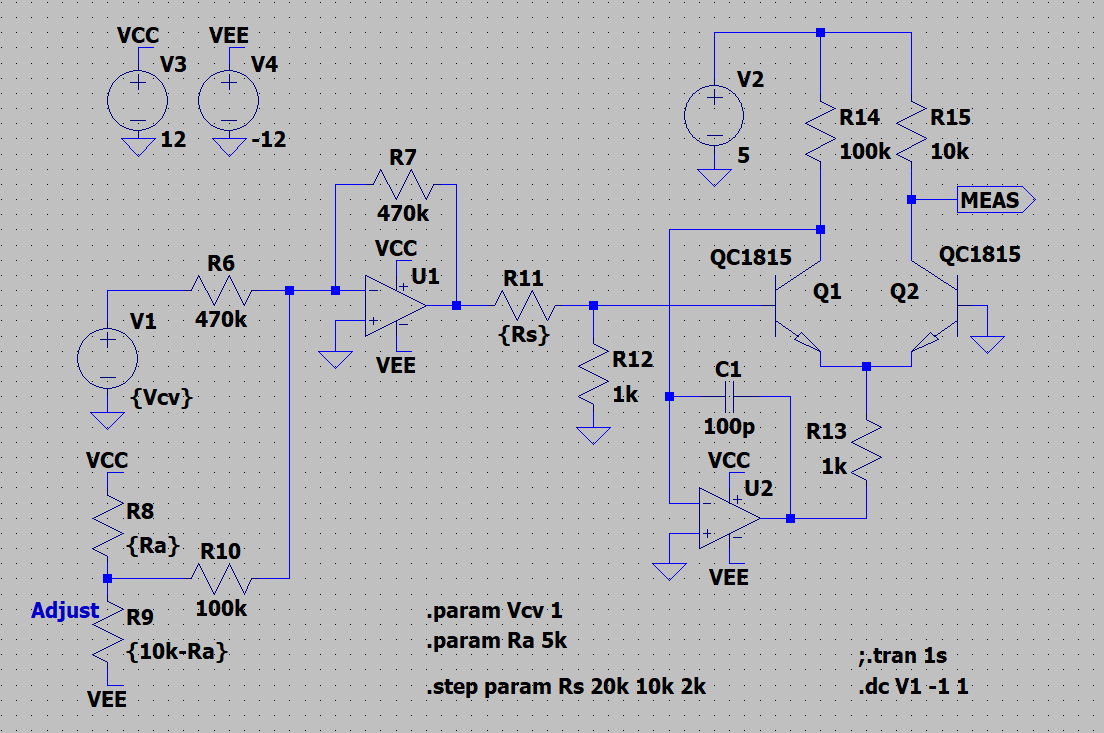 VCC
VEE
V3
V4
12
-12
V2
5
R14
100k
R15
10k
MEAS
R7
470k
VCC
U1
VEE
R6
470k
V1
{Vcv}
R11
{Rs}
R12
1k
QC1815
Q1
QC1815
Q2
C1
100p
R13
1k
VCC
U2
VEE
VCC
R8
{Ra}
R10
100k
Adjust
R9
{10k-Ra}
VEE
.param Vcv 1
.param Ra 5k
.step param Rs 20k 10k 2k
;.tran 1s
.dc V1 -1 1